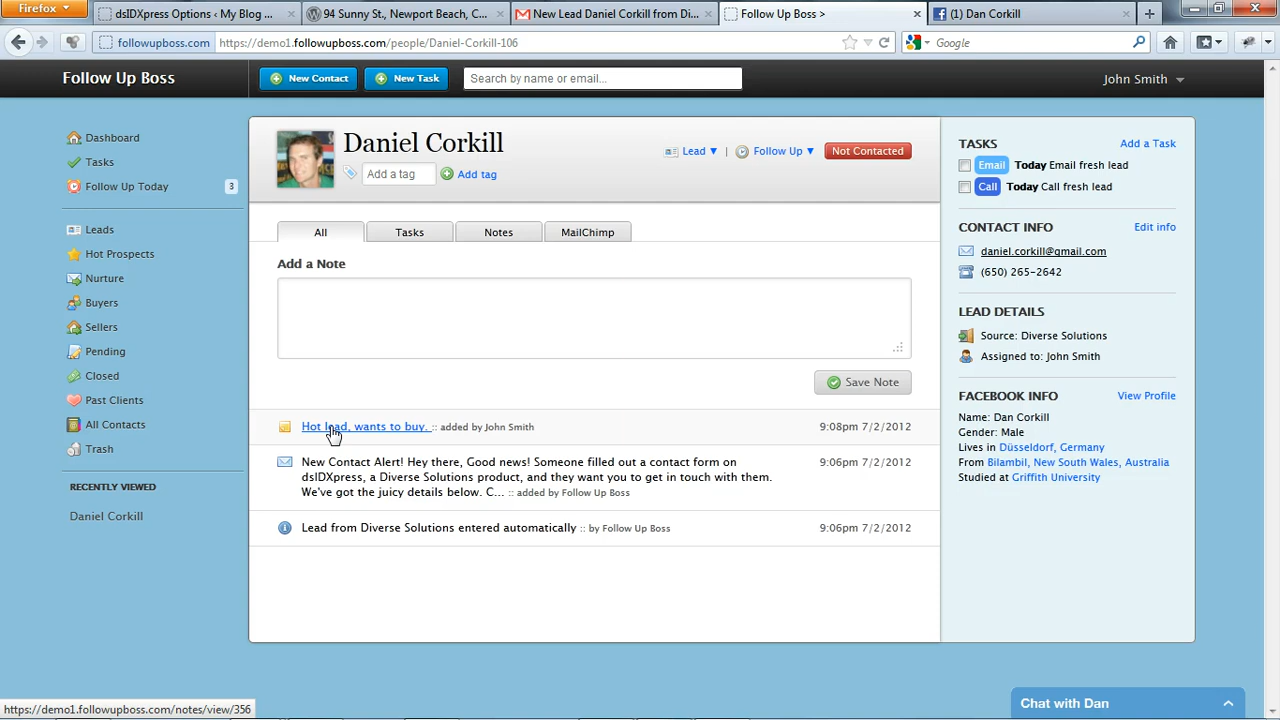 Firefox
dsIDXpress Options ‹ My Blog ...
94 Sunny St., Newport Beach, C...
New Lead Daniel Corkill from Di...
Follow Up Boss >
(1) Dan Corkill
followupboss.com
https://demo1.followupboss.com/people/Daniel-Corkill-106
Google
Follow Up Boss
New Contact
New Task
Search by name or email...
John Smith
Dashboard
Tasks
Follow Up Today
3
Leads
Hot Prospects
Nurture
Buyers
Sellers
Pending
Closed
Past Clients
All Contacts
Trash
RECENTLY VIEWED
Daniel Corkill
Daniel Corkill
Add a tag
Add tag
Lead ▼ | Follow Up ▼
Not Contacted
All
Tasks
Notes
MailChimp
Add a Note
Save Note
Hot lead, wants to buy. :: added by John Smith
9:08pm 7/2/2012
New Contact Alert! Hey there, Good news! Someone filled out a contact form on
9:06pm 7/2/2012
dsIDXpress, a Diverse Solutions product, and they want you to get in touch with them.
We've got the juicy details below. C... :: added by Follow Up Boss
Lead from Diverse Solutions entered automatically :: by Follow Up Boss
9:06pm 7/2/2012
TASKS
Add a Task
Email Today Email fresh lead
Call Today Call fresh lead
CONTACT INFO
Edit info
daniel.corkill@gmail.com
(650) 265-2642
LEAD DETAILS
Source: Diverse Solutions
Assigned to: John Smith
FACEBOOK INFO
View Profile
Name: Dan Corkill
Gender: Male
Lives in Düsseldorf, Germany
From Bilambil, New South Wales, Australia
Studied at Griffith University
https://demo1.followupboss.com/notes/view/356
Chat with Dan